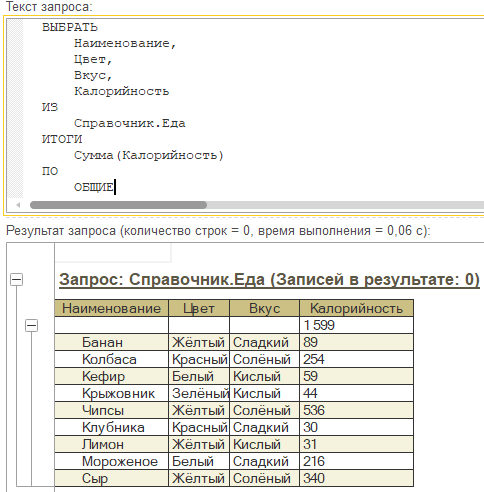 Текст запроса:
ВЫБРАТЬ
Наименование,
Цвет,
Вкус,
Калорийность
ИЗ
Справочник.Еда
ИТОГИ
Сумма(Калорийность)
ПО
ОБЩИЕ
Результат запроса (количество строк = 0, время выполнения = 0,06 с):
Запрос: Справочник.Еда (Записей в результате: 0)
Наименование Цвет Вкус Калорийность
1 599
Банан Жёлтый Сладкий 89
Колбаса Красный Солёный 254
Кефир Белый Кислый 59
Крыжовник Зелёный Кислый 44
Чипсы Жёлтый Солёный 536
Клубника Красный Сладкий 30
Лимон Жёлтый Кислый 31
Мороженое Белый Сладкий 216
Сыр Жёлтый Солёный 340